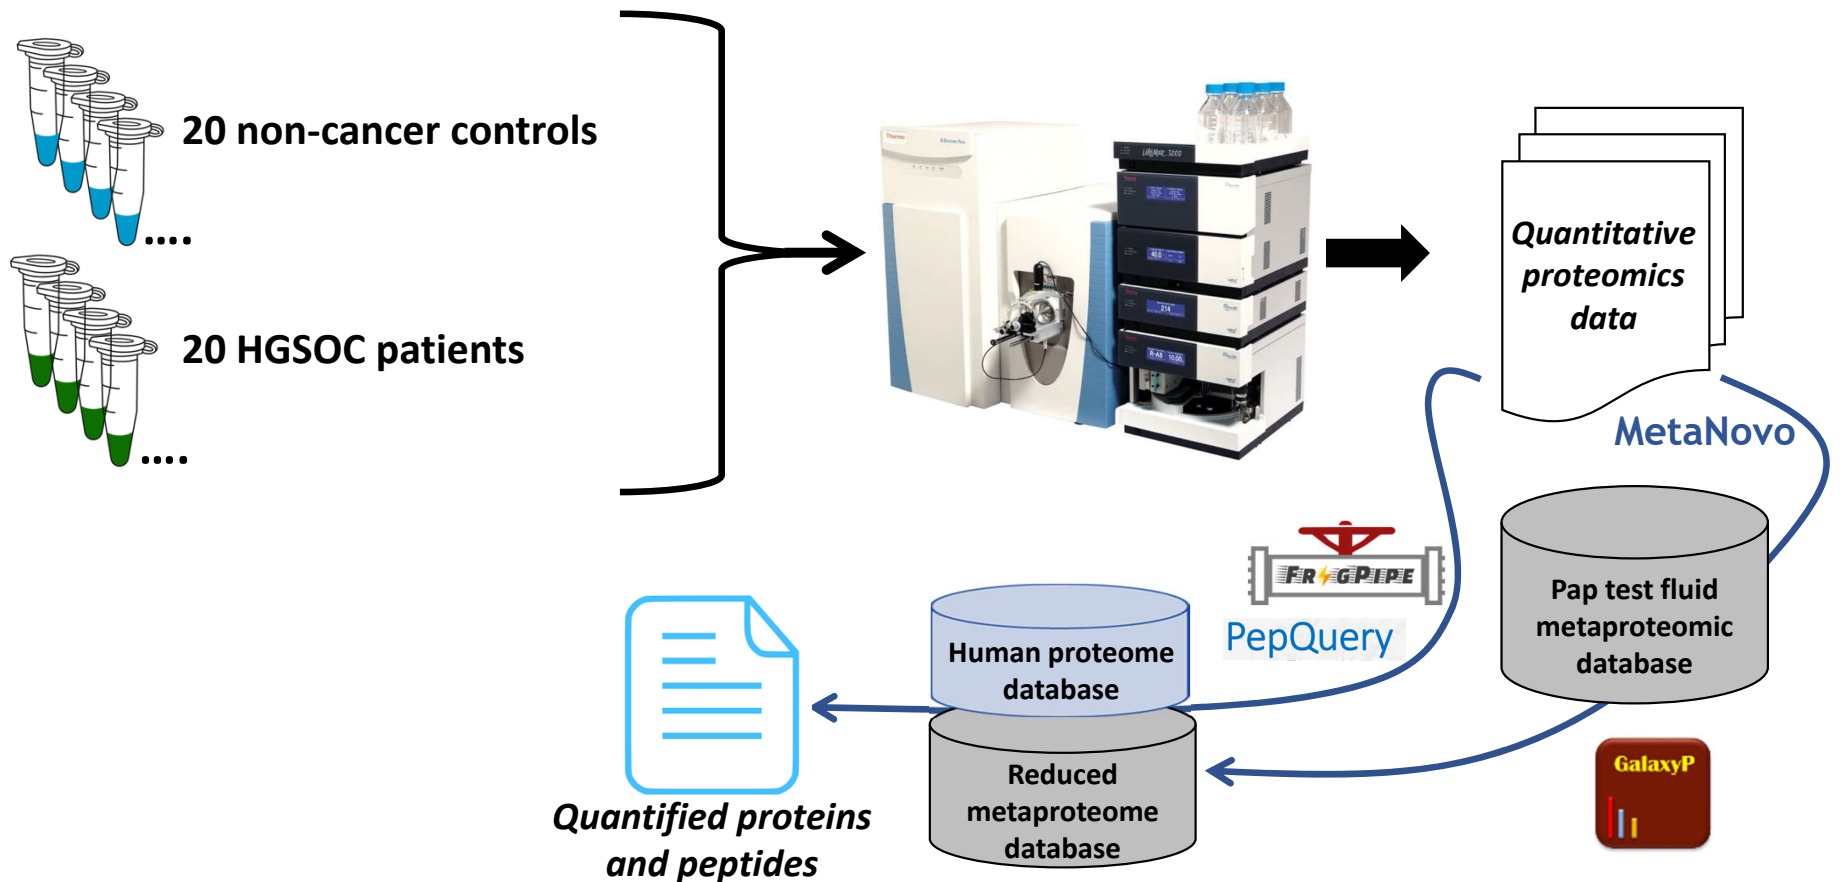 20 non-cancer controls
....
20 HGSOC patients
....
Thermo
Quantitative
proteomics
data
MetaNovo
FRAGPIPE
PepQuery
Pap test fluid
metaproteomic
database
Human proteome
database
Reduced
metaproteome
database
GalaxyP
Quantified proteins
and peptides